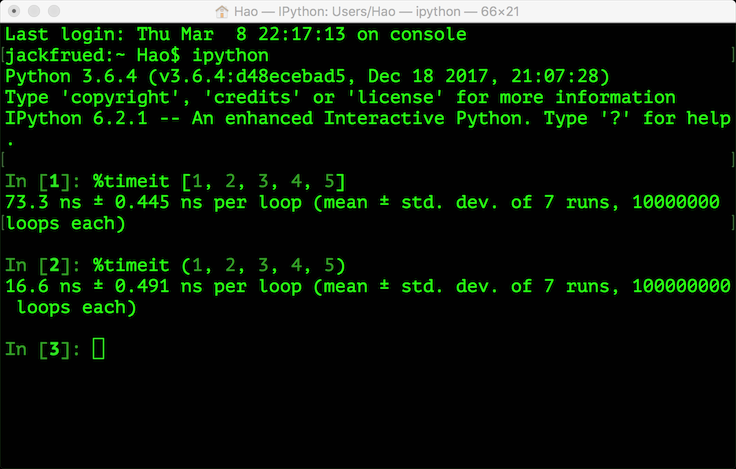 Hao — IPython: Users/Hao — ipython — 66×21
Last login: Thu Mar  8 22:17:13 on console
[jackfrued:~ Hao$ ipython ]
Python 3.6.4 (v3.6.4:d48ecebad5, Dec 18 2017, 21:07:28)
Type 'copyright', 'credits' or 'license' for more information
IPython 6.2.1 -- An enhanced Interactive Python. Type '?' for help
.
[ ]
In [1]: %timeit [1, 2, 3, 4, 5]
73.3 ns ± 0.445 ns per loop (mean ± std. dev. of 7 runs, 10000000
[loops each) ]
In [2]: %timeit (1, 2, 3, 4, 5)
16.6 ns ± 0.491 ns per loop (mean ± std. dev. of 7 runs, 100000000
 loops each)
In [3]: